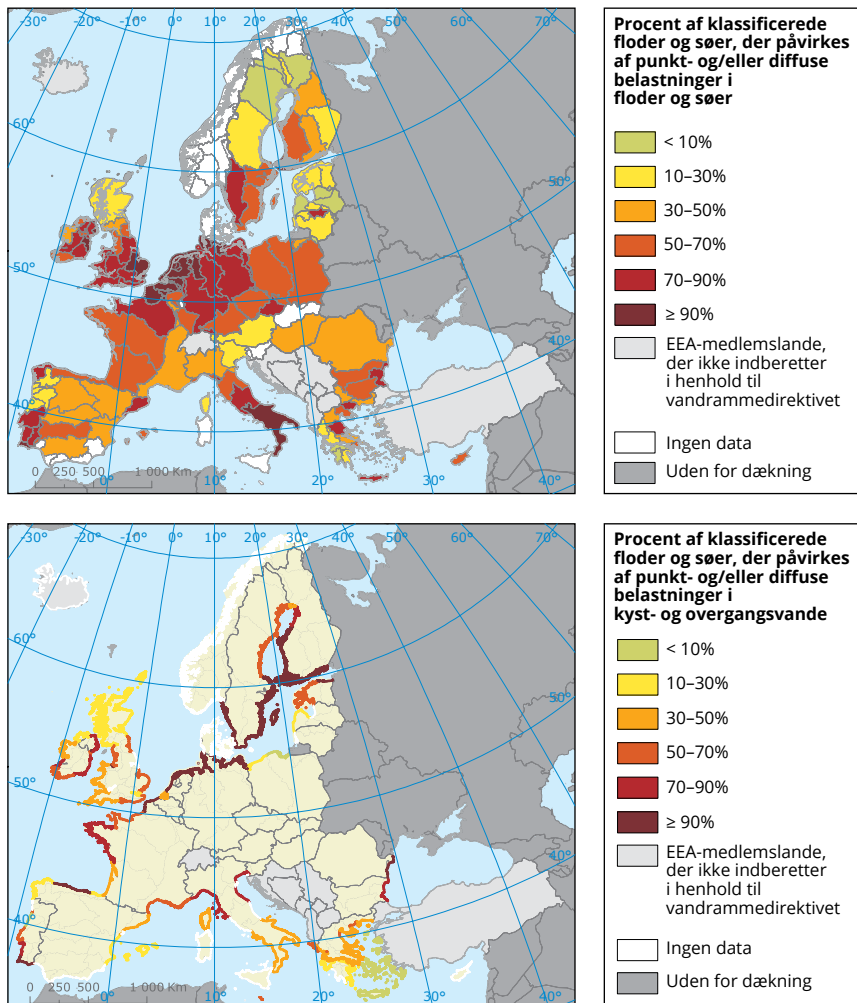 -30° -20° -10° 0° 10° 20° 30° 40° 50° 60° 70°
60°
60°
50°
50°
40°
40°
0 250 500 1 000 Km
0° 10° 20° 30° 40°
Procent af klassificerede
floder og søer, der påvirkes
af punkt- og/eller diffuse
belastninger i
floder og søer
< 10%
10–30%
30–50%
50–70%
70–90%
≥ 90%
EEA-medlemslande,
der ikke indberetter
i henhold til
vandrammedirektivet
Ingen data
Uden for dækning
-30° -20° -10° 0° 10° 20° 30° 40° 50° 60° 70°
60°
60°
50°
50°
40°
40°
0 250 500 1 000 Km
0° 10° 20° 30° 40°
Procent af klassificerede
floder og søer, der påvirkes
af punkt- og/eller diffuse
belastninger i
kyst- og overgangsvande
< 10%
10–30%
30–50%
50–70%
70–90%
≥ 90%
EEA-medlemslande,
der ikke indberetter
i henhold til
vandrammedirektivet
Ingen data
Uden for dækning